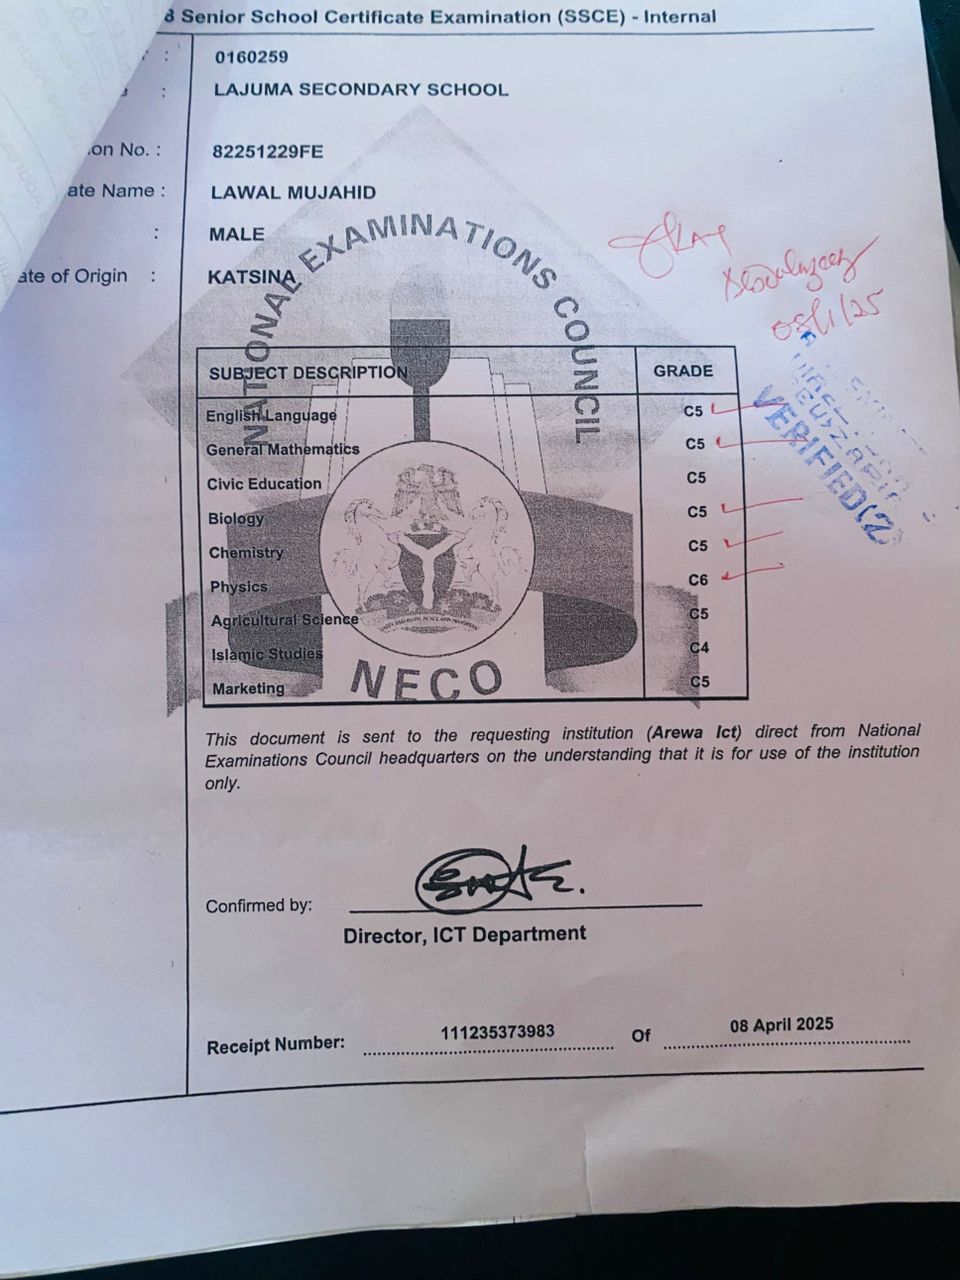 8 Senior School Certificate Examination (SSCE) - Internal
: 0160259
: LAJUMA SECONDARY SCHOOL
on No. : 82251229FE
ate Name : LAWAL MUJAHID
: MALE
ate of Origin : KATSINA
NATIONAL EXAMINATIONS COUNCIL
05/1/25
VERIFIED(2)
SUBJECT DESCRIPTION GRADE
English Language C5
General Mathematics C5
Civic Education C5
Biology C5
Chemistry C5
Physics C6
Agricultural Science C5
Islamic Studies C4
Marketing C5
NECO
This document is sent to the requesting institution (Arewa Ict) direct from National
Examinations Council headquarters on the understanding that it is for use of the institution
only.
Confirmed by:
Director, ICT Department
Receipt Number: 111235373983 Of 08 April 2025